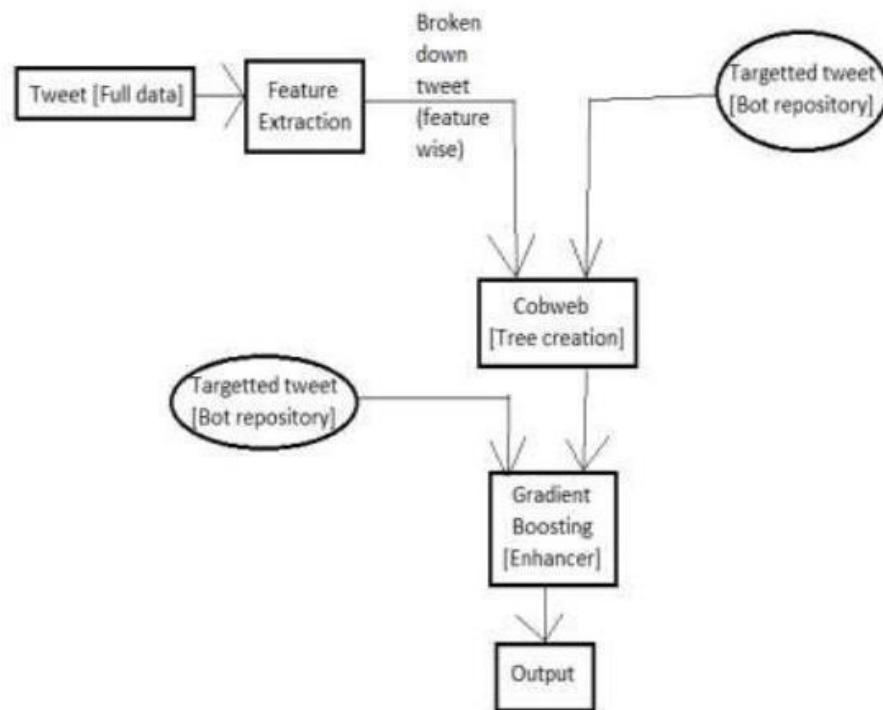 Tweet [Full data]
Feature
Extraction
Broken
down
tweet
(feature
wise)
Targetted tweet
[Bot repository]
Cobweb
[Tree creation]
Targetted tweet
[Bot repository]
Gradient
Boosting
[Enhancer]
Output